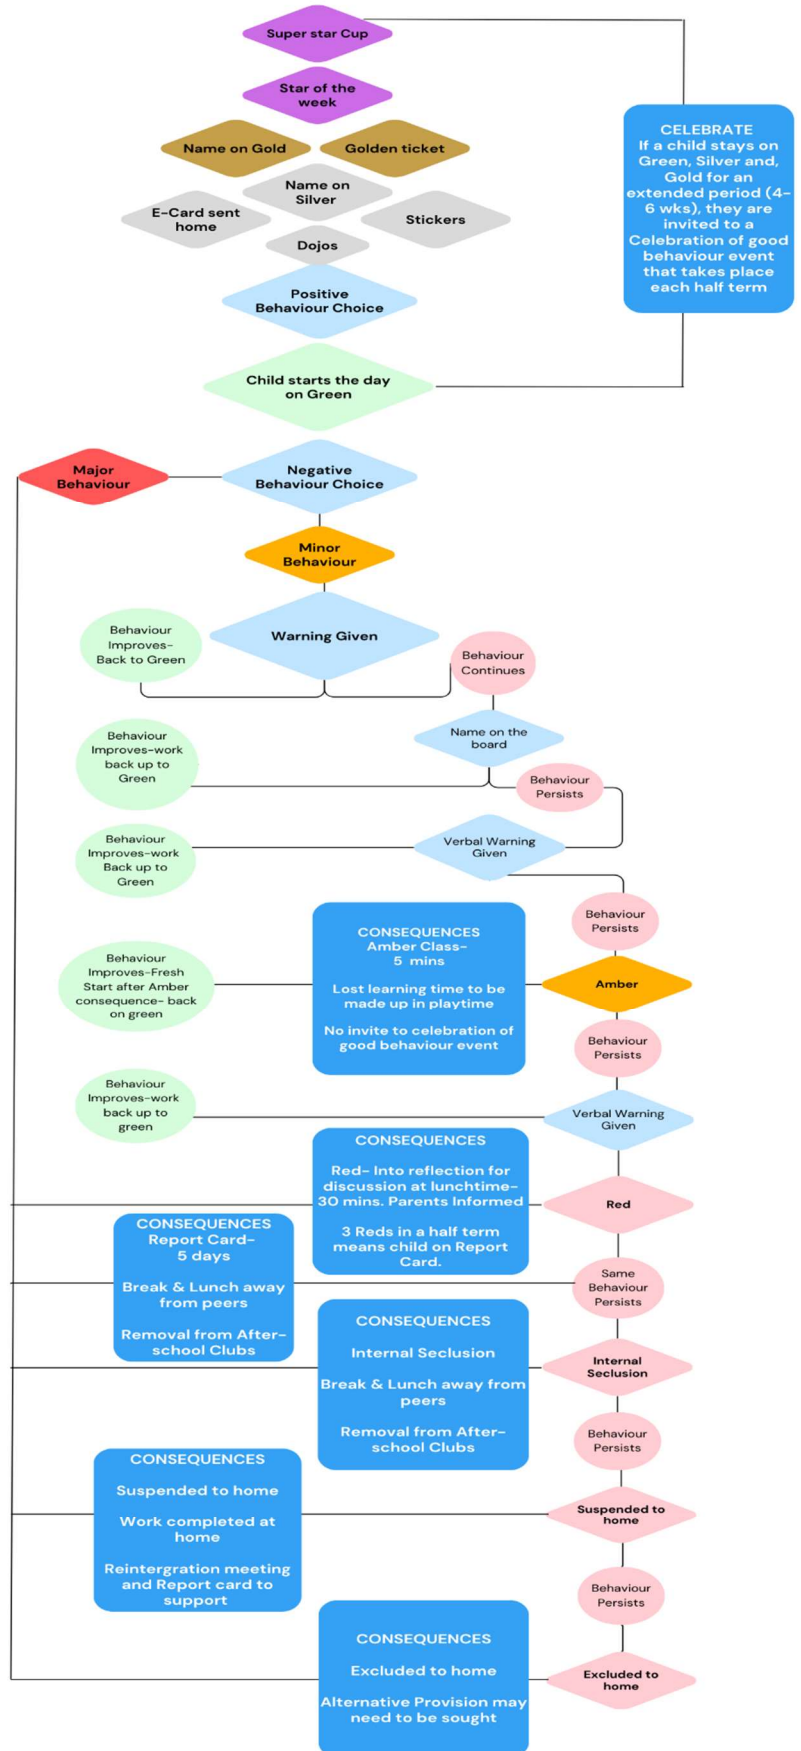 Super star Cup
Star of the
week
Name on Gold
Golden ticket
Name on
Silver
E-Card sent
home
Stickers
Dojos
Positive
Behaviour Choice
CELEBRATE
If a child stays on
Green, Silver and,
Gold for an
extended period (4-
6 wks), they are
invited to a
Celebration of good
behaviour event
that takes place
each half term
Child starts the day
on Green
Major
Behaviour
Negative
Behaviour Choice
Minor
Behaviour
Warning Given
Behaviour
Improves-
Back to Green
Behaviour
Continues
Name on the
board
Behaviour
Improves-work
back up to
Green
Behaviour
Persists
Verbal Warning
Given
Behaviour
Improves-work
Back up to
Green
Behaviour
Persists
CONSEQUENCES
Amber Class-
5 mins
Lost learning time to be
made up in playtime
No invite to celebration of
good behaviour event
Amber
Behaviour
Improves-Fresh
Start after Amber
consequence- back
on green
Behaviour
Persists
Behaviour
Improves-work
back up to
green
Verbal Warning
Given
CONSEQUENCES
Red- Into reflection for
discussion at lunchtime-
30 mins. Parents Informed
3 Reds in a half term
means child on Report
Card.
Red
CONSEQUENCES
Report Card-
5 days
Break & Lunch away
from peers
Removal from After-
school Clubs
Same
Behaviour
Persists
CONSEQUENCES
Internal Seclusion
Break & Lunch away from
peers
Removal from After-
school Clubs
Internal
Seclusion
Behaviour
Persists
CONSEQUENCES
Suspended to home
Work completed at
home
Reintergration meeting
and Report card to
support
Suspended to
home
Behaviour
Persists
CONSEQUENCES
Excluded to home
Alternative Provision may
need to be sought
Excluded to
home